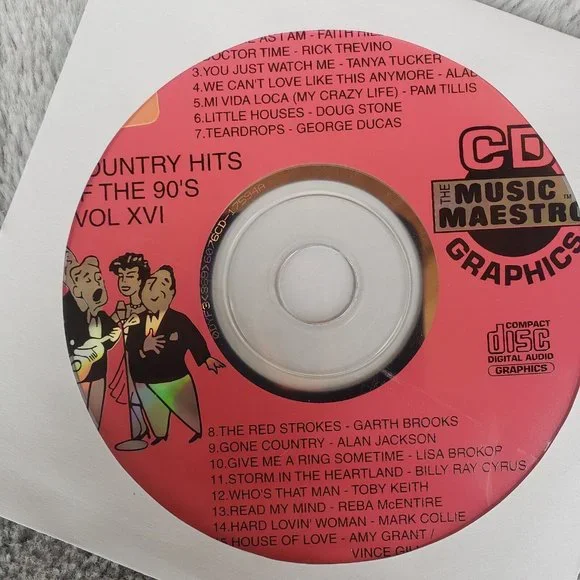 AS I AM - FAITH HILL
DOCTOR TIME - RICK TREVINO
3.YOU JUST WATCH ME - TANYA TUCKER
4.WE CAN'T LOVE LIKE THIS ANYMORE - ALAB
5.MI VIDA LOCA (MY CRAZY LIFE) - PAM TILLIS
6.LITTLE HOUSES - DOUG STONE
7.TEARDROPS - GEORGE DUCAS
COUNTRY HITS
OF THE 90'S
VOL XVI
CD
THE MUSIC MAESTRO
TM
GRAPHICS
COMPACT
disc
DIGITAL AUDIO
GRAPHICS
8.THE RED STROKES - GARTH BROOKS
9.GONE COUNTRY - ALAN JACKSON
10.GIVE ME A RING SOMETIME - LISA BROKOP
11.STORM IN THE HEARTLAND - BILLY RAY CYRUS
12.WHO'S THAT MAN - TOBY KEITH
13.READ MY MIND - REBA McENTIRE
14.HARD LOVIN' WOMAN - MARK COLLIE
15.HOUSE OF LOVE - AMY GRANT /
VINCE GILL